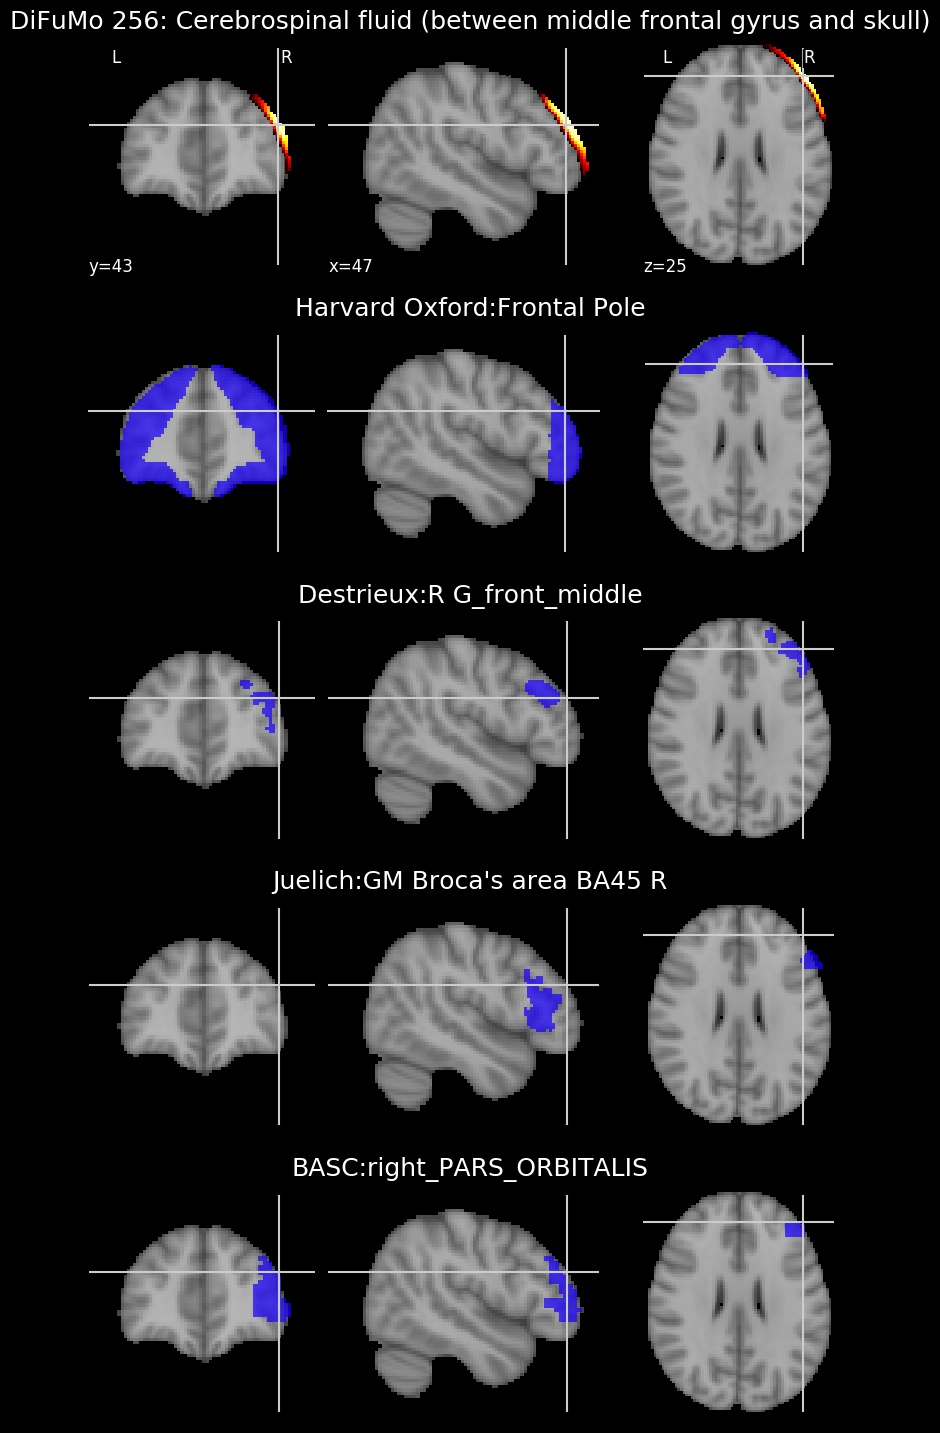 DiFuMo 256: Cerebrospinal fluid (between middle frontal gyrus and skull)
L R L R
y=43 x=47 z=25
Harvard Oxford:Frontal Pole
Destrieux:R G_front_middle
Juelich:GM Broca's area BA45 R
BASC:right_PARS_ORBITALIS